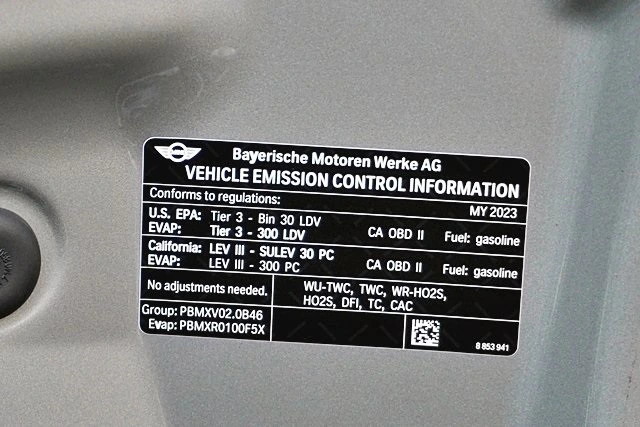 Bayerische Motoren Werke AG
VEHICLE EMISSION CONTROL INFORMATION
Conforms to regulations: MY 2023
U.S. EPA: Tier 3 - Bin 30 LDV CA OBD II Fuel: gasoline
EVAP: Tier 3 - 300 LDV
California: LEV III - SULEV 30 PC CA OBD II Fuel: gasoline
EVAP: LEV III - 300 PC
No adjustments needed. WU-TWC, TWC, WR-HO2S,
HO2S, DFI, TC, CAC
Group: PBMXV02.0B46
Evap: PBMXR0100F5X
8 853 941